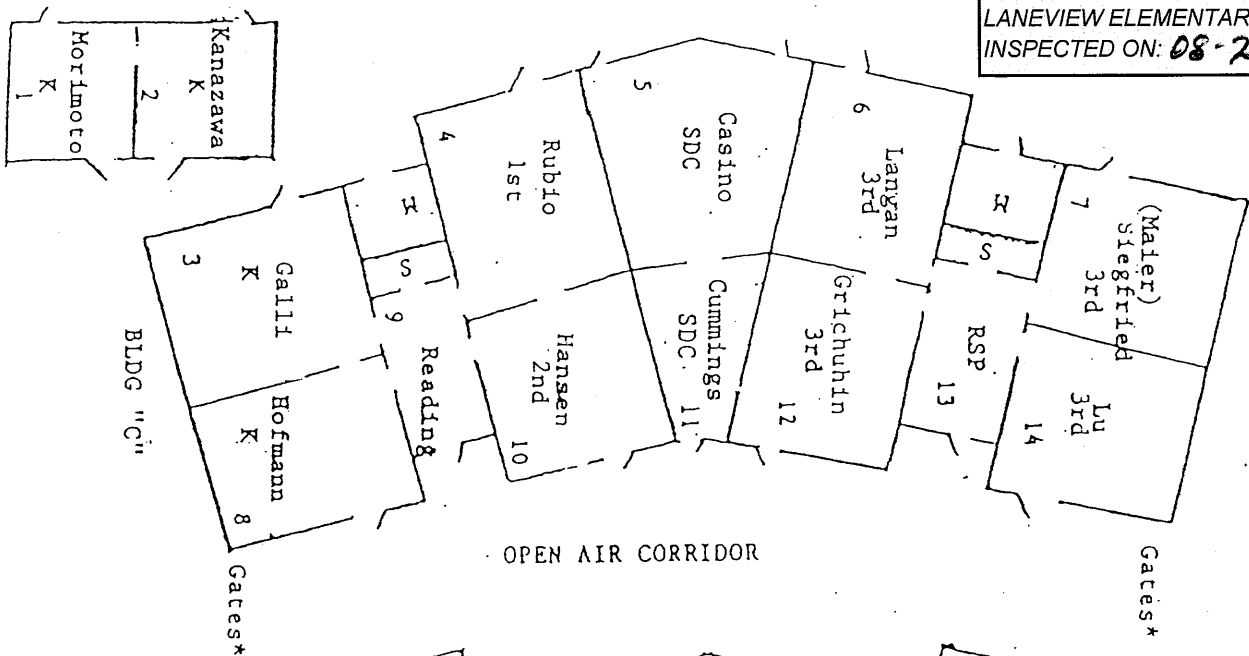 LANEVIEW ELEMENTAR
INSPECTED ON: 08-2
Kanazawa
K
2
Morimoto
K
1
4
Rubio
1st
5
Casino
SDC
6
Langan
3rd
7
(Maier)
Siegfried
3rd
S
S
3
Galli
K
9
Reading
Hansen
2nd
10
Cummings
SDC
11
Grichuhin
3rd
12
RSP
13
Lu
3rd
14
Hofmann
K
8
BLDG "C"
OPEN AIR CORRIDOR
Gates*
Gates*